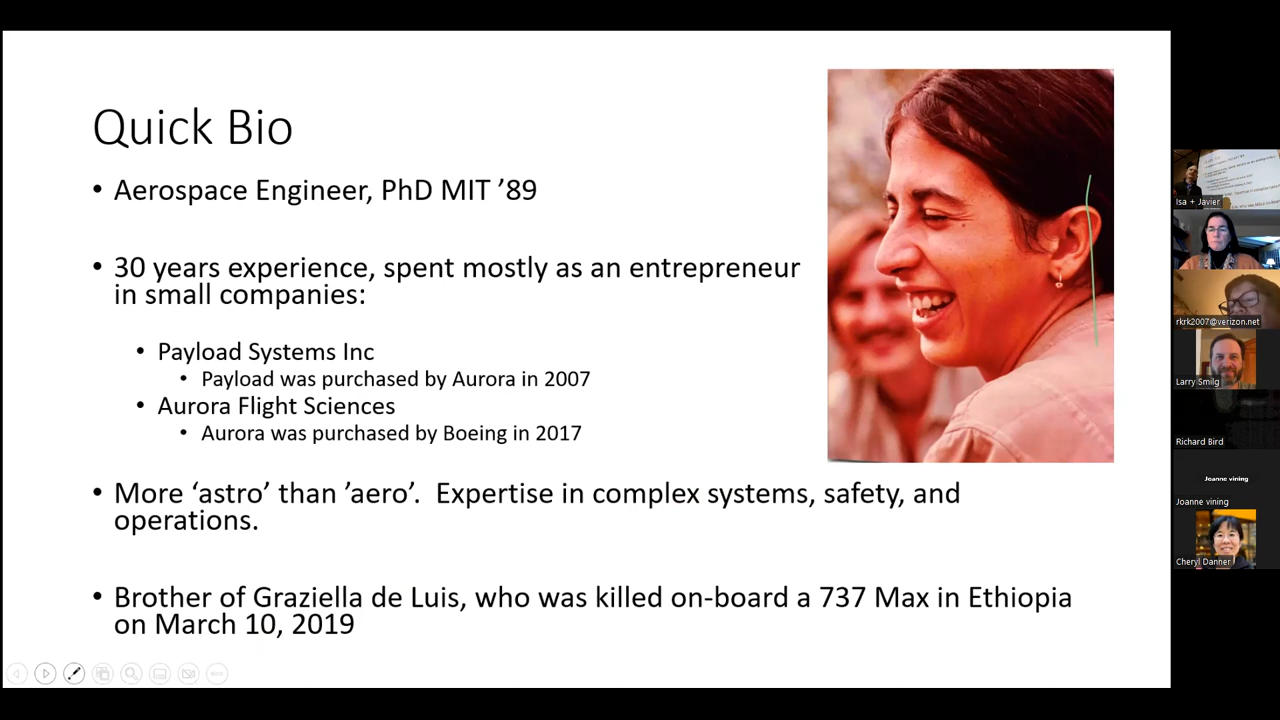 Quick Bio
• Aerospace Engineer, PhD MIT ’89
• 30 years experience, spent mostly as an entrepreneur
in small companies:
• Payload Systems Inc
• Payload was purchased by Aurora in 2007
• Aurora Flight Sciences
• Aurora was purchased by Boeing in 2017
• More ‘astro’ than ’aero’. Expertise in complex systems, safety, and
operations.
• Brother of Graziella de Luis, who was killed on-board a 737 Max in Ethiopia
on March 10, 2019
Isa + Javier
rkrk2007@verizon.net
Larry Smilg
Richard Bird
Joanne vining
Joanne vining
Cheryl Danner